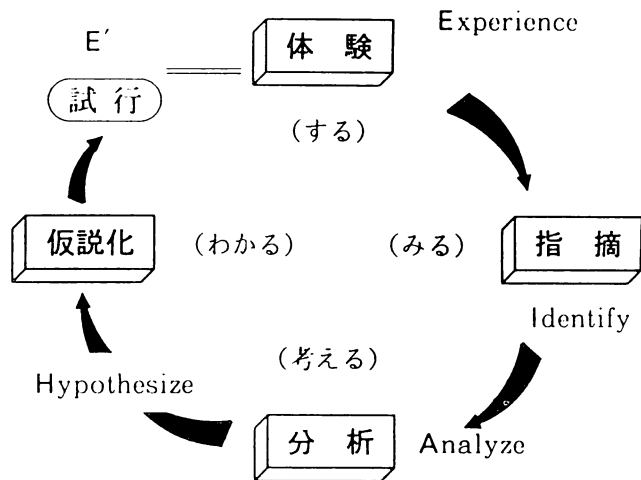 Experience
E′
体験
試行
(する)
仮説化
(わかる)
(みる)
指摘
Identify
(考える)
Hypothesize
分析
Analyze